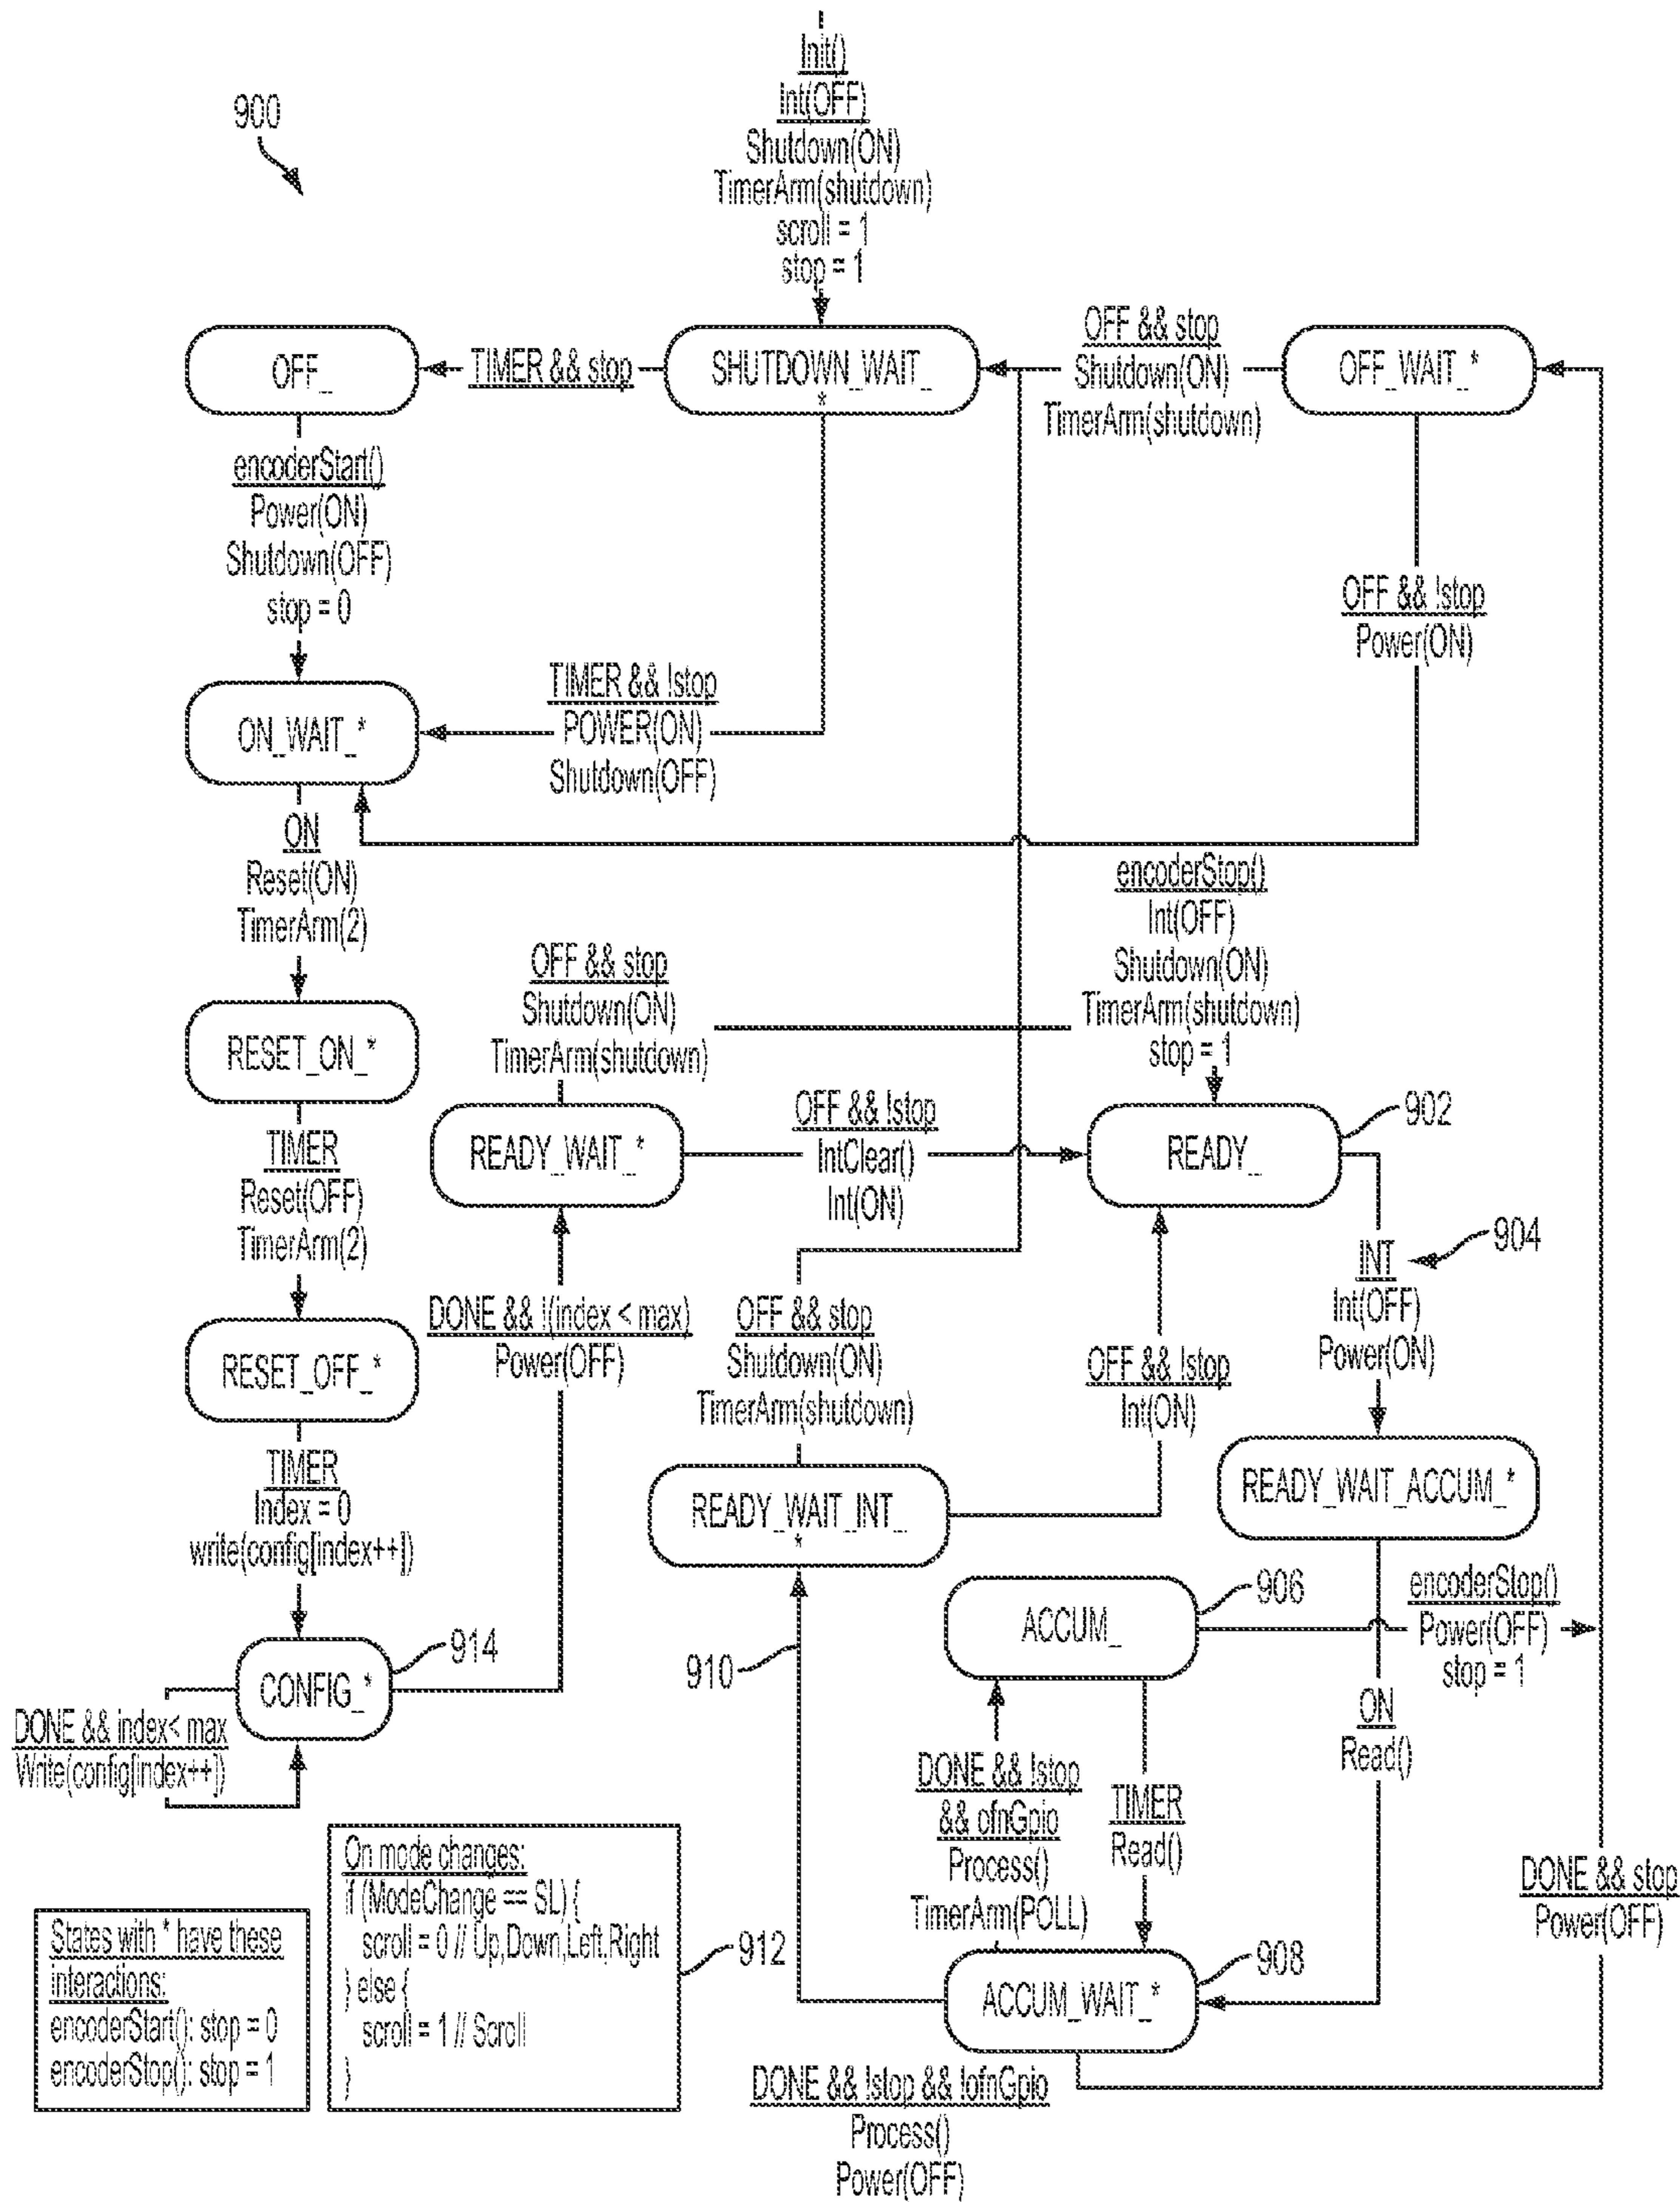 Init()
Int(OFF)
Shutdown(ON)
TimerArm(shutdown)
scroll = 1
stop = 1
900
OFF_
TIMER && stop
SHUTDOWN_WAIT_
*
OFF && stop
Shutdown(ON)
TimerArm(shutdown)
OFF_WAIT_*
encoderStart()
Power(ON)
Shutdown(OFF)
stop = 0
OFF && !stop
Power(ON)
ON_WAIT_*
TIMER && !stop
POWER(ON)
Shutdown(OFF)
ON
Reset(ON)
TimerArm(2)
encoderStop()
Int(OFF)
Shutdown(ON)
TimerArm(shutdown)
stop = 1
OFF && stop
Shutdown(ON)
TimerArm(shutdown)
RESET_ON_*
READY_WAIT_*
OFF && !stop
IntClear()
Int(ON)
READY_
902
TIMER
Reset(OFF)
TimerArm(2)
INT
Int(OFF)
Power(ON)
904
DONE && !(index < max)
Power(OFF)
OFF && stop
Shutdown(ON)
TimerArm(shutdown)
OFF && !stop
Int(ON)
RESET_OFF_*
TIMER
Index = 0
write(config[index++])
READY_WAIT_INT_
*
READY_WAIT_ACCUM_*
ACCUM_
906
encoderStop()
Power(OFF)
stop = 1
CONFIG_*
914
910
ON
Read()
DONE && index< max
Write(config[index++])
DONE && !stop
&& ofnGpio
Process()
TimerArm(POLL)
TIMER
Read()
DONE && stop
Power(OFF)
States with * have these
interactions:
encoderStart(): stop = 0
encoderStop(): stop = 1
On mode changes:
if (ModeChange == SL) {
scroll = 0 // Up,Down,Left,Right
} else {
scroll = 1 // Scroll
}
912
ACCUM_WAIT_*
908
DONE && !stop && !ofnGpio
Process()
Power(OFF)